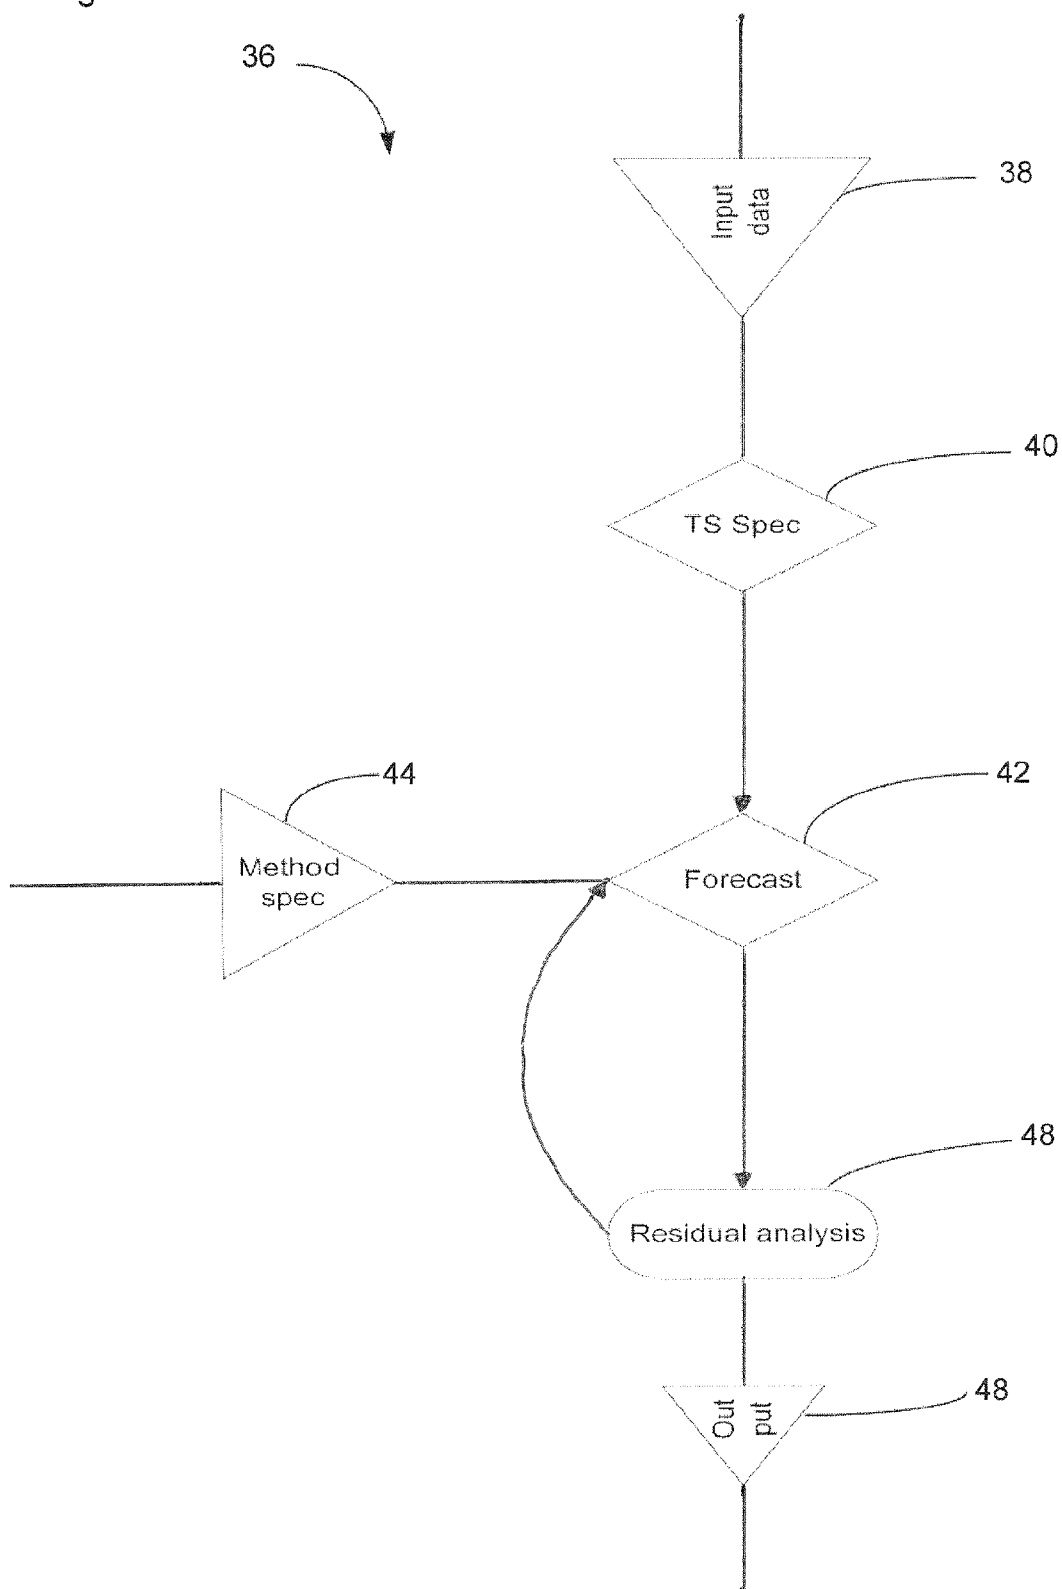 36
38
Input
data
40
TS Spec
44
42
Method
spec
Forecast
48
Residual analysis
48
Out
put